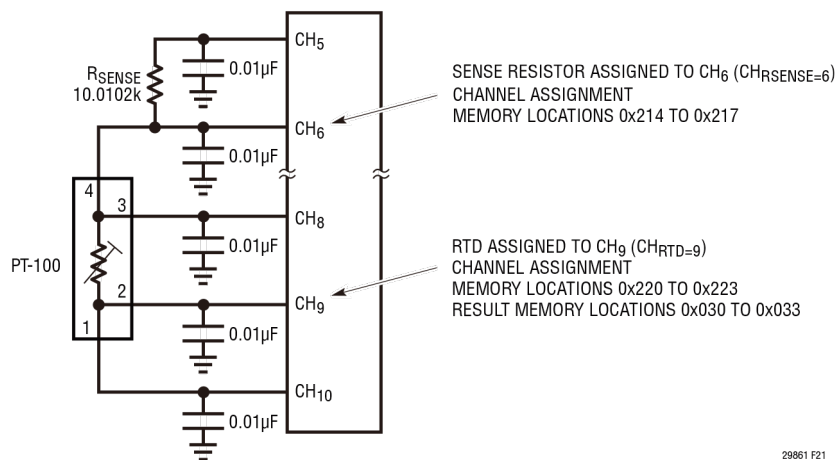 CH5
RSENSE
10.0102k
0.01µF
SENSE RESISTOR ASSIGNED TO CH6 (CHRSENSE=6)
CHANNEL ASSIGNMENT
MEMORY LOCATIONS 0x214 TO 0x217
CH6
0.01µF
4
3
CH8
0.01µF
PT-100
RTD ASSIGNED TO CH9 (CHRTD=9)
CHANNEL ASSIGNMENT
MEMORY LOCATIONS 0x220 TO 0x223
RESULT MEMORY LOCATIONS 0x030 TO 0x033
2
CH9
1
0.01µF
CH10
0.01µF
29861 F21